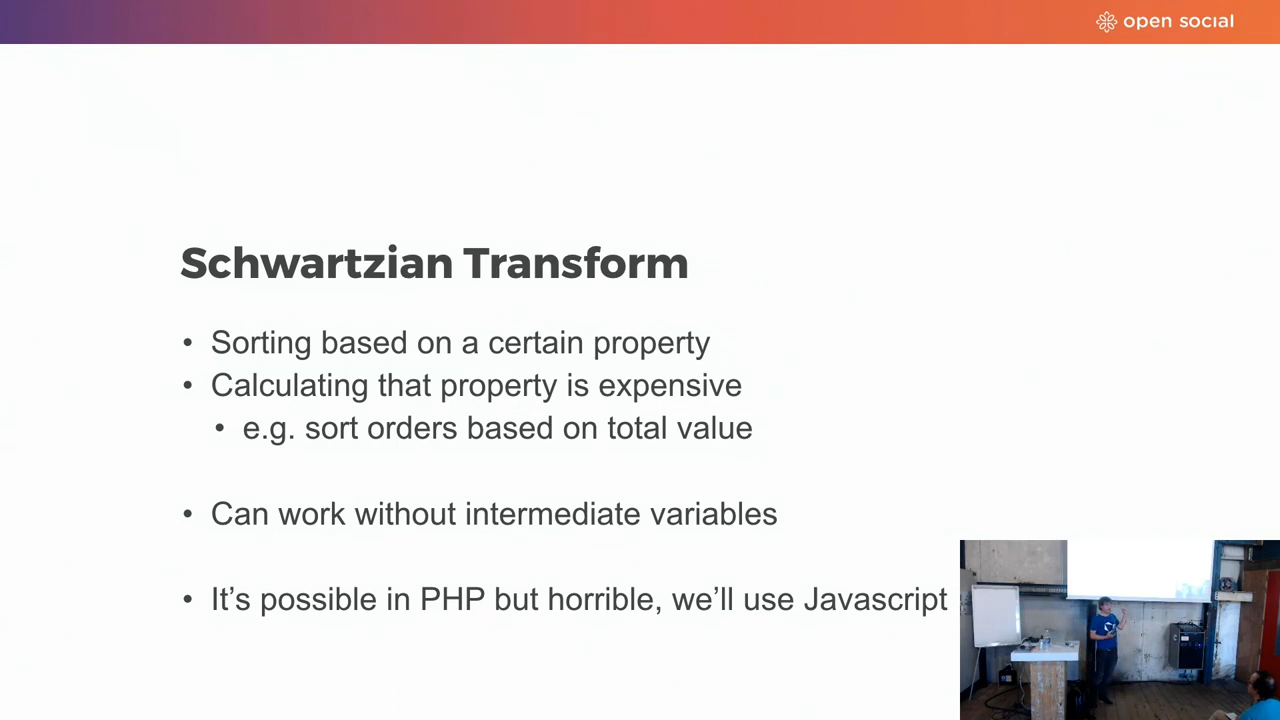 open social
Schwartzian Transform
• Sorting based on a certain property
• Calculating that property is expensive
• e.g. sort orders based on total value
• Can work without intermediate variables
• It's possible in PHP but horrible, we'll use Javascript